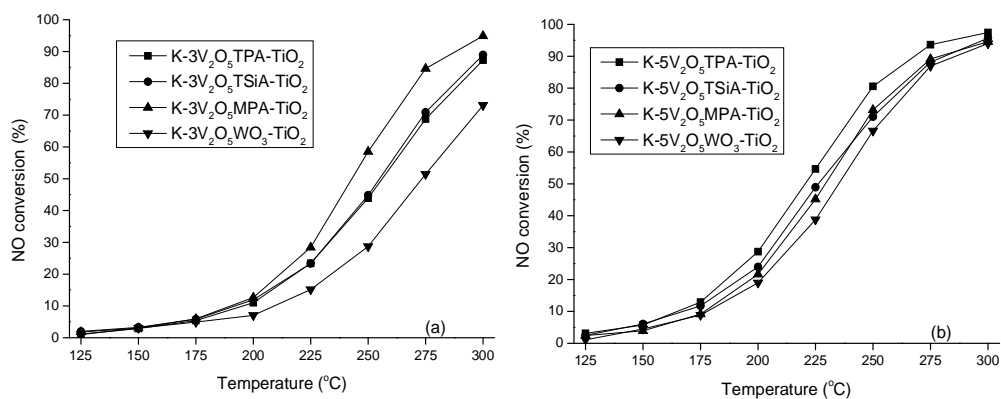 100
90
80
70
60
50
40
30
20
10
0
NO conversion (%)
K-3V₂O₅TPA-TiO₂
K-3V₂O₅TSiA-TiO₂
K-3V₂O₅MPA-TiO₂
K-3V₂O₅WO₃-TiO₂
(a)
125 150 175 200 225 250 275 300
Temperature (°C)
100
90
80
70
60
50
40
30
20
10
0
NO conversion (%)
K-5V₂O₅TPA-TiO₂
K-5V₂O₅TSiA-TiO₂
K-5V₂O₅MPA-TiO₂
K-5V₂O₅WO₃-TiO₂
(b)
125 150 175 200 225 250 275 300
Temperature (°C)